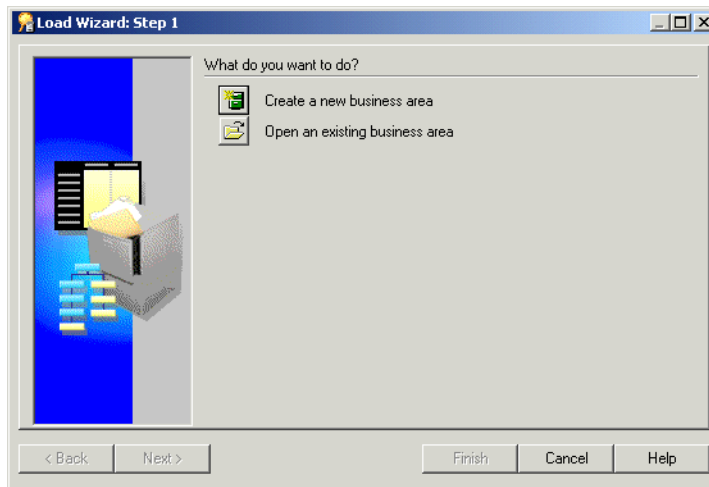 Load Wizard: Step 1
What do you want to do?
Create a new business area
Open an existing business area
< Back
Next >
Finish
Cancel
Help